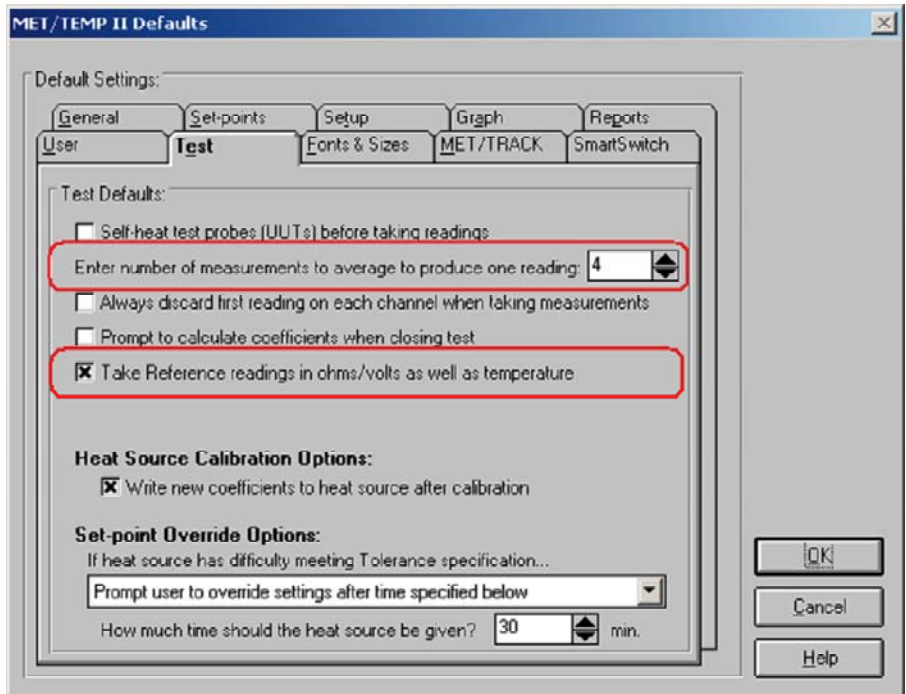 MET/TEMP II Defaults
Default Settings:
General Set-points Setup Graph Reports
User Test Fonts & Sizes MET/TRACK SmartSwitch
Test Defaults:
Self-heat test probes (UUTs) before taking readings
Enter number of measurements to average to produce one reading: 4
Always discard first reading on each channel when taking measurements
Prompt to calculate coefficients when closing test
Take Reference readings in ohms/volts as well as temperature
Heat Source Calibration Options:
Write new coefficients to heat source after calibration
Set-point Override Options:
If heat source has difficulty meeting Tolerance specification...
Prompt user to override settings after time specified below
How much time should the heat source be given? 30 min.
OK
Cancel
Help